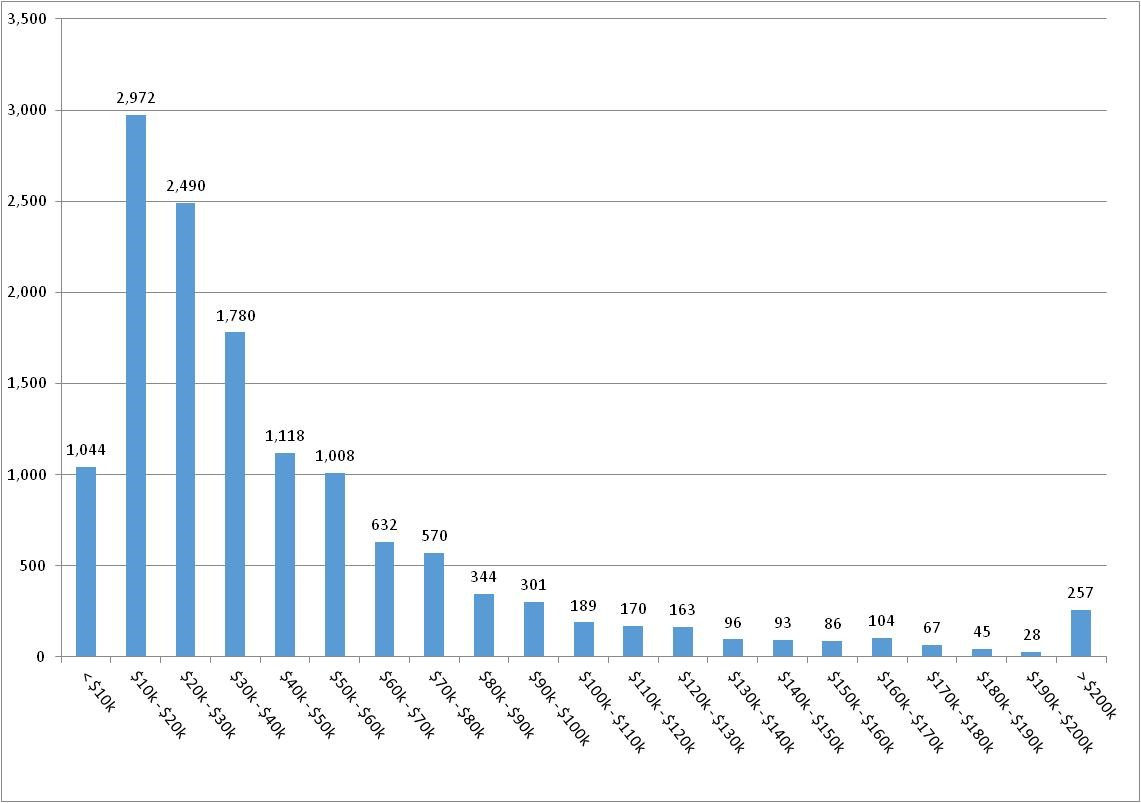 3,500
3,000
2,500
2,000
1,500
1,000
500
0
1,044
2,972
2,490
1,780
1,118
1,008
632
570
344
301
189
170
163
96
93
86
104
67
45
28
257
< $10k
$10k - $20k
$20k - $30k
$30k - $40k
$40k - $50k
$50k - $60k
$60k - $70k
$70k - $80k
$80k - $90k
$90k - $100k
$100k - $110k
$110k - $120k
$120k - $130k
$130k - $140k
$140k - $150k
$150k - $160k
$160k - $170k
$170k - $180k
$180k - $190k
$190k - $200k
> $200k